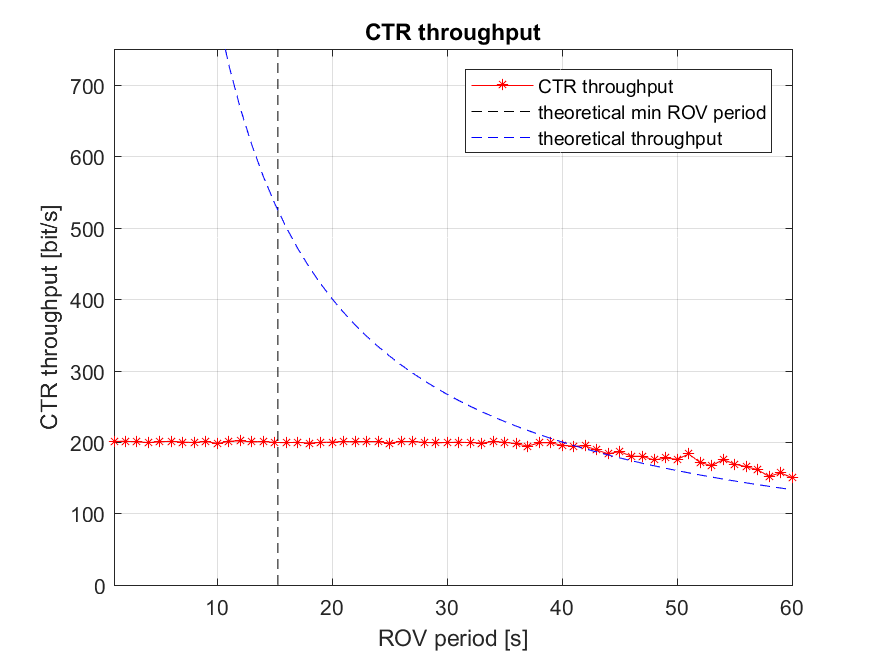 CTR throughput
CTR throughput
theoretical min ROV period
theoretical throughput
CTR throughput [bit/s]
700
600
500
400
300
200
100
0
10
20
30
40
50
60
ROV period [s]